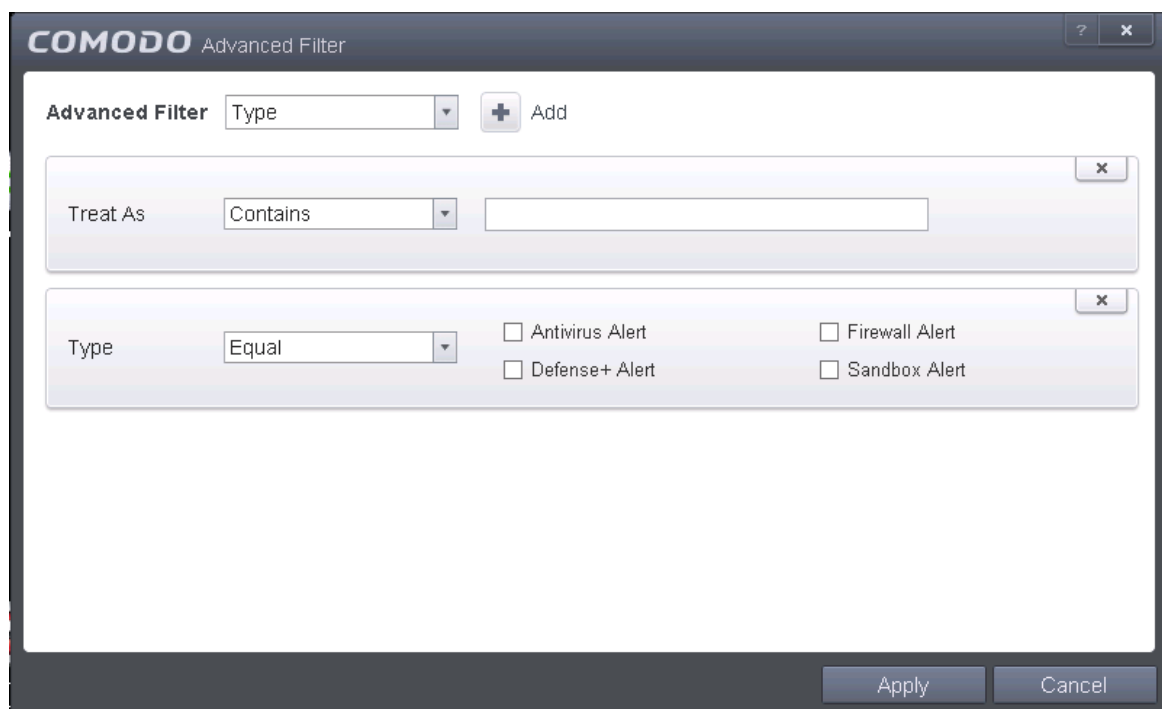 COMODO Advanced Filter ? x
Advanced Filter Type + Add
x
Treat As Contains
x
Type Equal Antivirus Alert Firewall Alert
Defense+ Alert Sandbox Alert
Apply Cancel